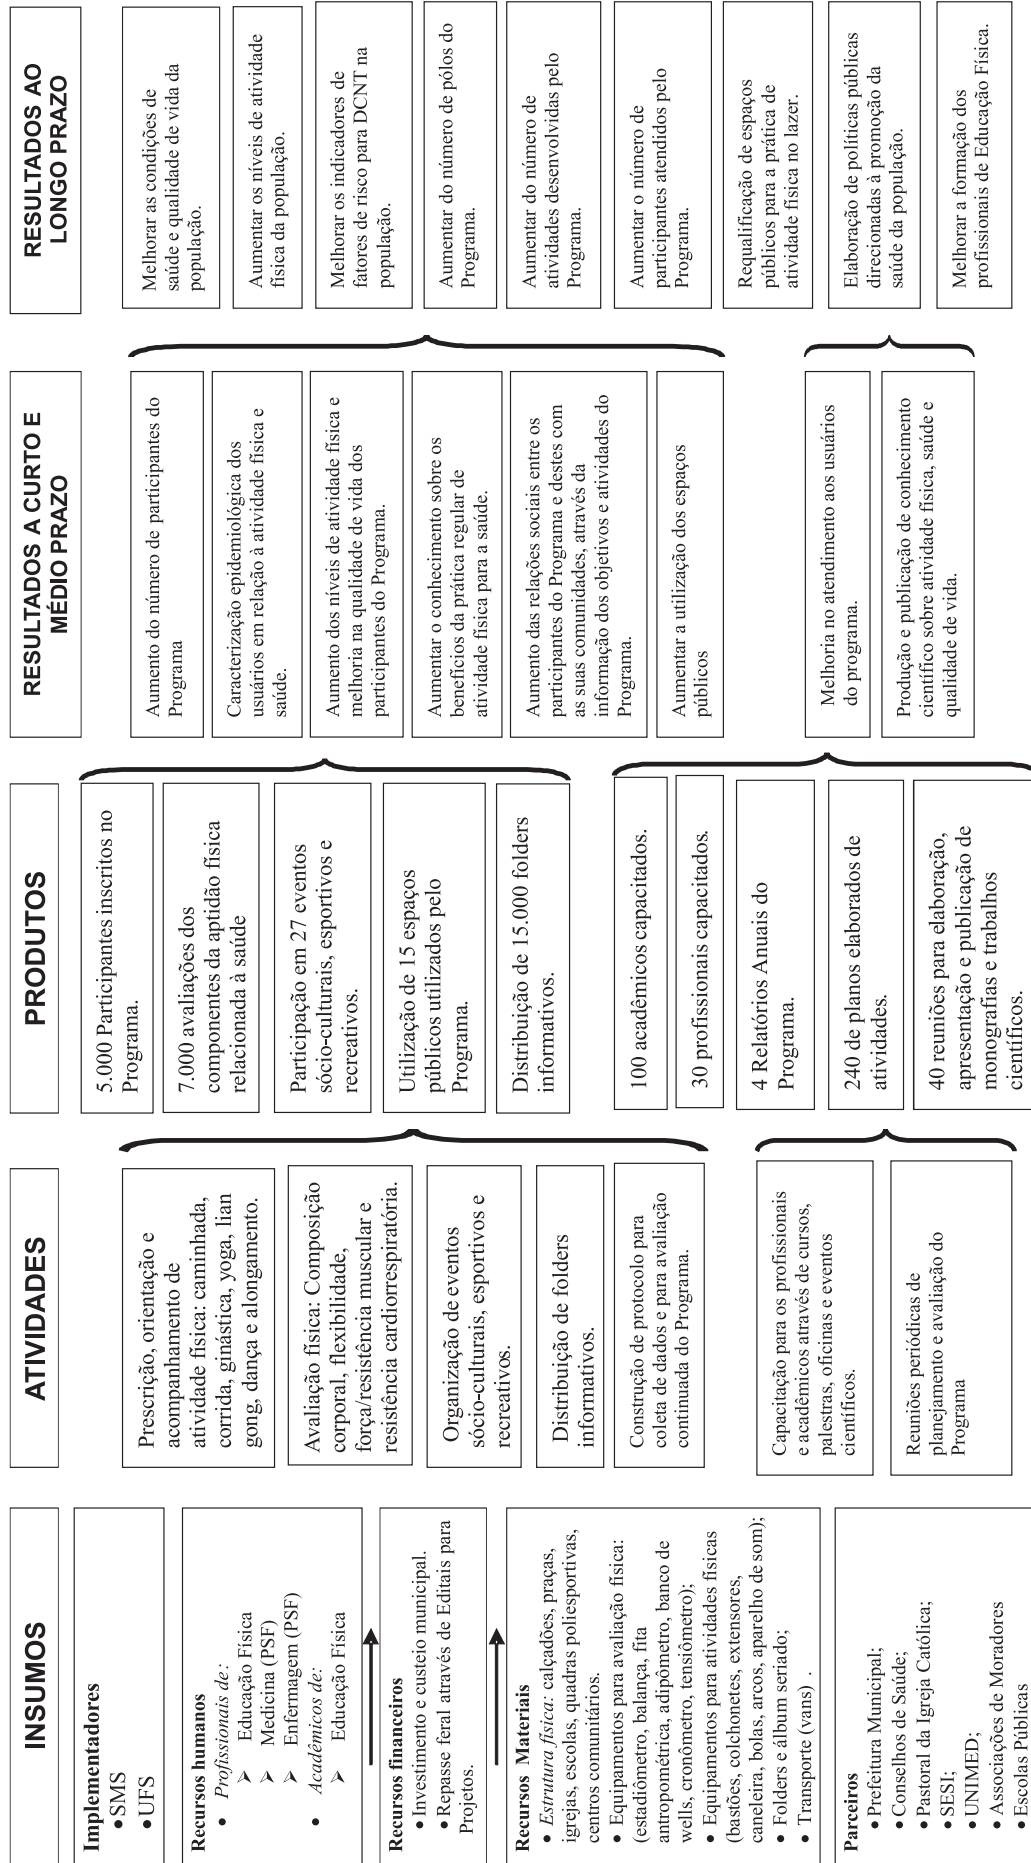 INSUMOS
Implementadores
• SMS
• UFS
Recursos humanos
• Profissionais de:
➢ Educação Física
➢ Medicina (PSF)
➢ Enfermagem (PSF)
• Acadêmicos de:
➢ Educação Física
Recursos financeiros
• Investimento e custeio municipal.
• Repasse feral através de Editais para
Projetos.
Recursos Materiais
• Estrutura física: calçadões, praças,
igrejas, escolas, quadras poliesportivas,
centros comunitários.
• Equipamentos para avaliação física:
(estadiômetro, balança, fita
antropométrica, adipômetro, banco de
wells, cronômetro, tensiômetro);
• Equipamentos para atividades físicas
(bastões, colchonetes, extensores,
caneleira, bolas, arcos, aparelho de som);
• Folders e álbum seriado;
• Transporte (vans) .
Parceiros
• Prefeitura Municipal;
• Conselhos de Saúde;
• Pastoral da Igreja Católica;
• SESI;
• UNIMED;
• Associações de Moradores
• Escolas Públicas
ATIVIDADES
Prescrição, orientação e
acompanhamento de
atividade física: caminhada,
corrida, ginástica, yoga, lian
gong, dança e alongamento.
Avaliação física: Composição
corporal, flexibilidade,
força/resistência muscular e
resistência cardiorrespiratória.
Organização de eventos
sócio-culturais, esportivos e
recreativos.
Distribuição de folders
informativos.
Construção de protocolo para
coleta de dados e para avaliação
continuada do Programa.
Capacitação para os profissionais
e acadêmicos através de cursos,
palestras, oficinas e eventos
científicos.
Reuniões periódicas de
planejamento e avaliação do
Programa
PRODUTOS
5.000 Participantes inscritos no
Programa.
7.000 avaliações dos
componentes da aptidão física
relacionada à saúde
Participação em 27 eventos
sócio-culturais, esportivos e
recreativos.
Utilização de 15 espaços
públicos utilizados pelo
Programa.
Distribuição de 15.000 folders
informativos.
100 acadêmicos capacitados.
30 profissionais capacitados.
4 Relatórios Anuais do
Programa.
240 de planos elaborados de
atividades.
40 reuniões para elaboração,
apresentação e publicação de
monografias e trabalhos
científicos.
RESULTADOS A CURTO E
MÉDIO PRAZO
Aumento do número de participantes do
Programa
Caracterização epidemiológica dos
usuários em relação à atividade física e
saúde.
Aumento dos níveis de atividade física e
melhoria na qualidade de vida dos
participantes do Programa.
Aumentar o conhecimento sobre os
benefícios da prática regular de
atividade física para a saúde.
Aumento das relações sociais entre os
participantes do Programa e destes com
as suas comunidades, através da
informação dos objetivos e atividades do
Programa.
Aumentar a utilização dos espaços
públicos
Melhoria no atendimento aos usuários
do programa.
Produção e publicação de conhecimento
científico sobre atividade física, saúde e
qualidade de vida.
RESULTADOS AO
LONGO PRAZO
Melhorar as condições de
saúde e qualidade de vida da
população.
Aumentar os níveis de atividade
física da população.
Melhorar os indicadores de
fatores de risco para DCNT na
população.
Aumentar do número de pólos do
Programa.
Aumentar do número de
atividades desenvolvidas pelo
Programa.
Aumentar o número de
participantes atendidos pelo
Programa
Requalificação de espaços
públicos para a prática de
atividade física no lazer.
Elaboração de políticas públicas
direcionadas à promoção da
saúde da população.
Melhorar a formação dos
profissionais de Educação Física.